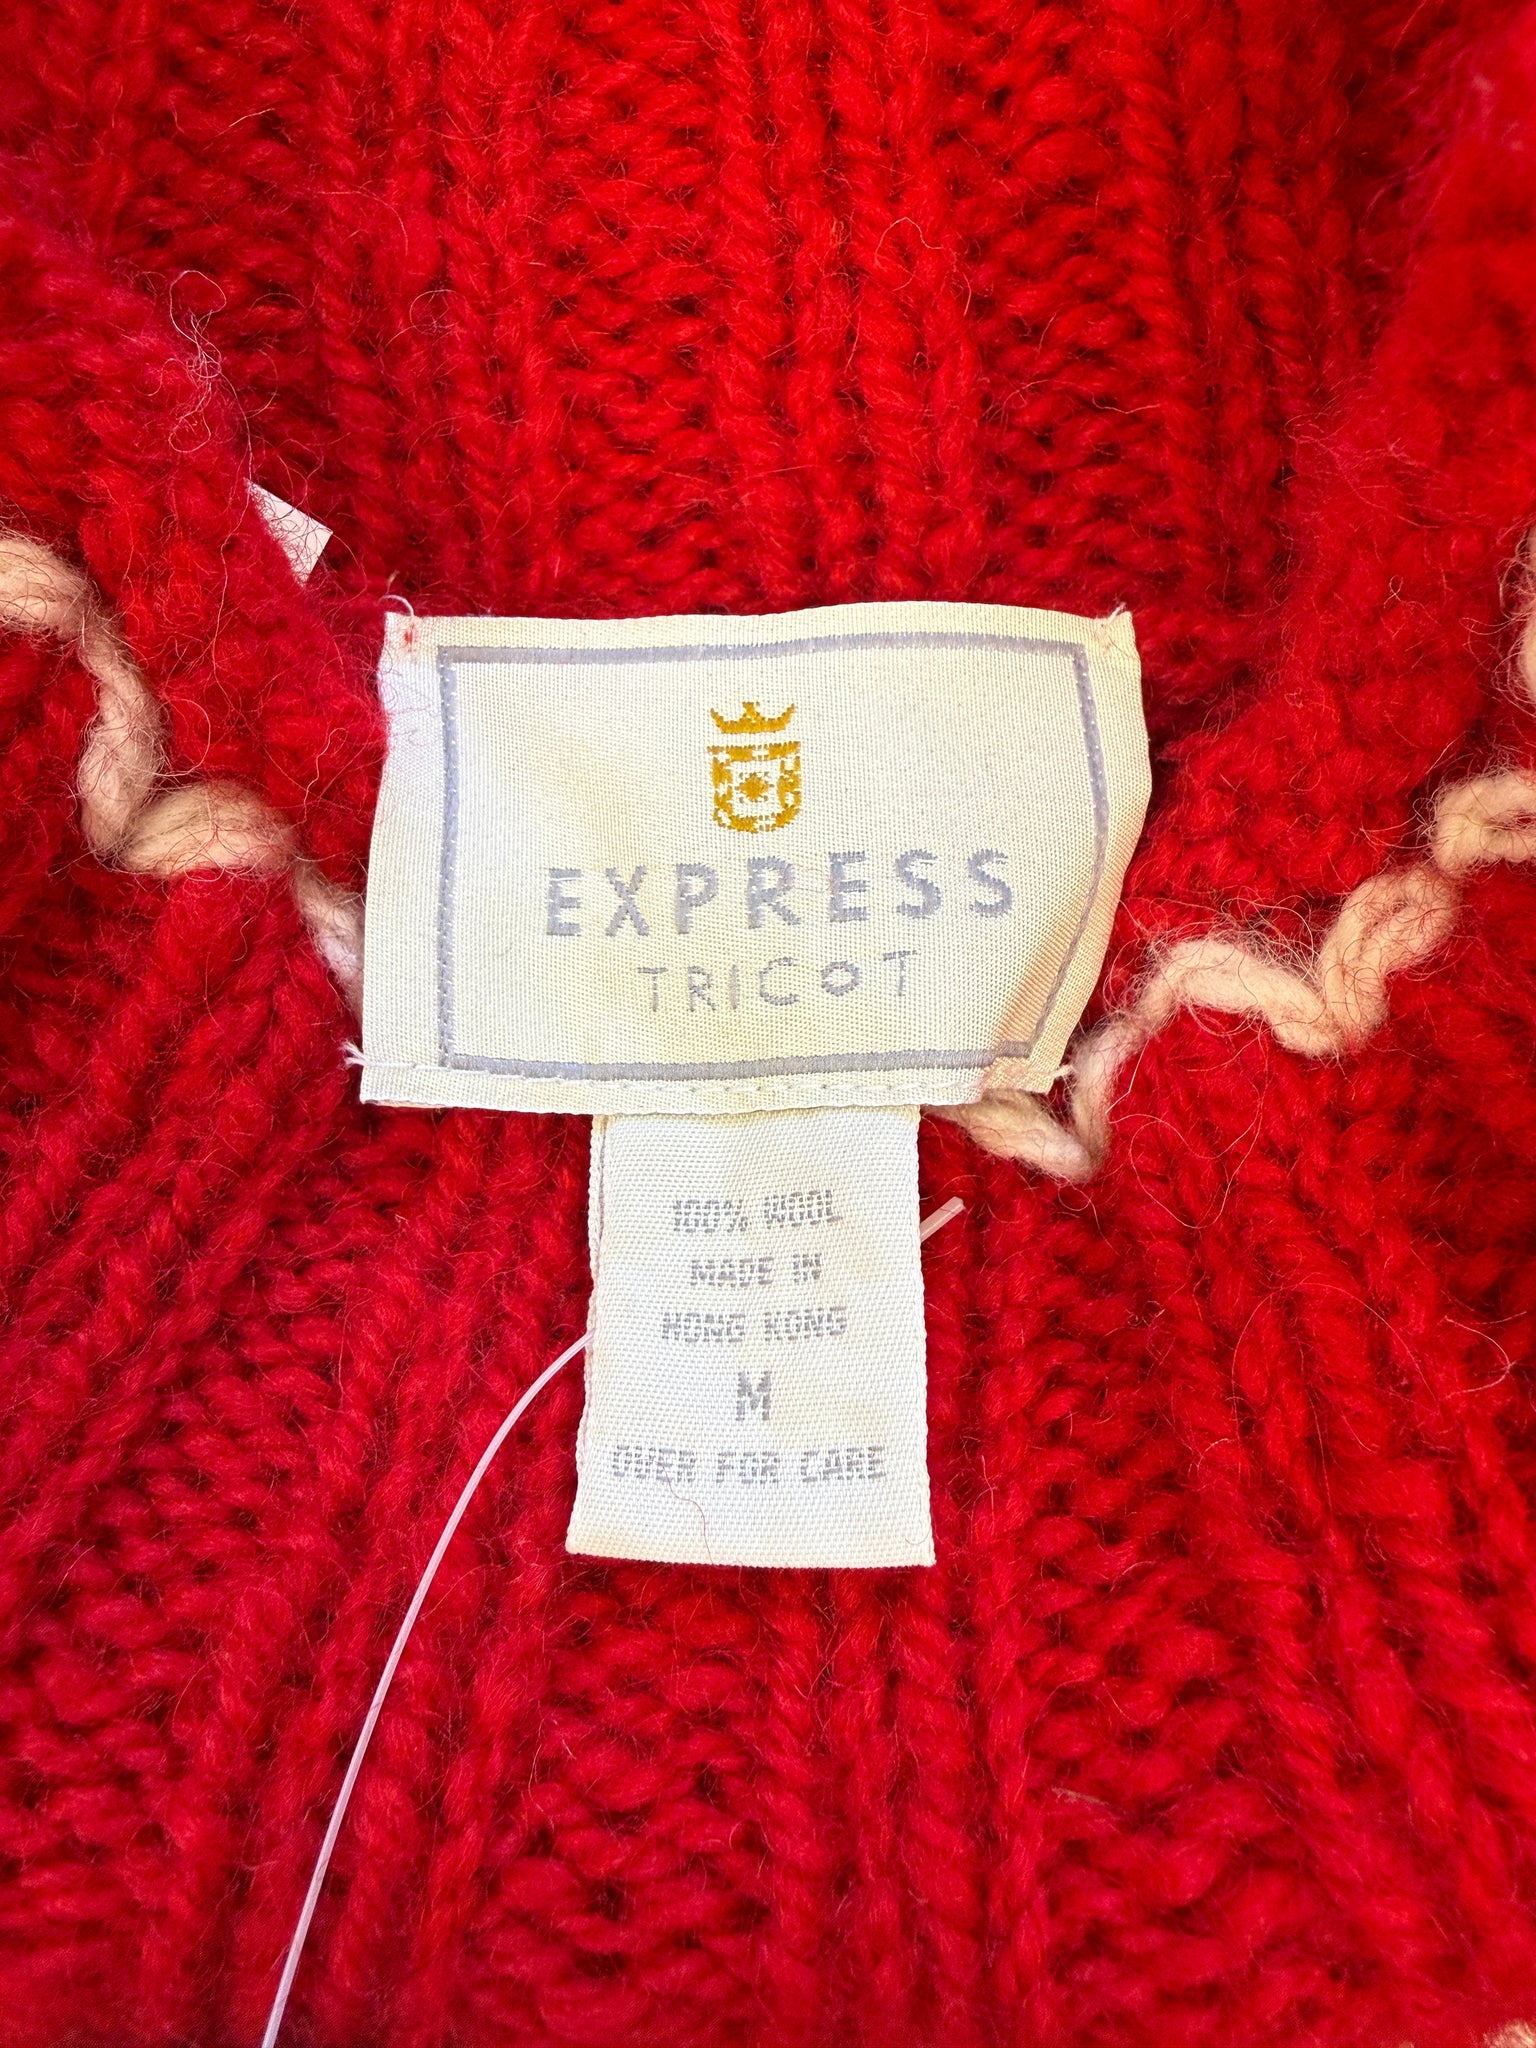 EXPRESS
TRICOT
100% WOOL
MADE IN
HONG KONG
M
OVER FOR CARE